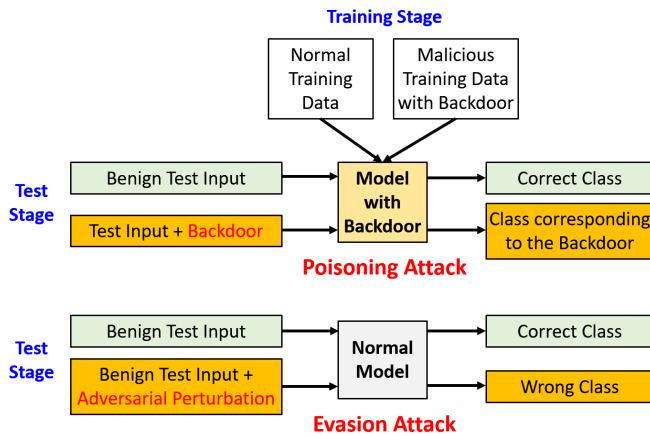 Training Stage
Normal
Training
Data
Malicious
Training Data
with Backdoor
Test
Stage
Benign Test Input
Model
with
Backdoor
Correct Class
Test Input + Backdoor
Class corresponding
to the Backdoor
Poisoning Attack
Test
Stage
Benign Test Input
Normal
Model
Correct Class
Benign Test Input +
Adversarial Perturbation
Wrong Class
Evasion Attack